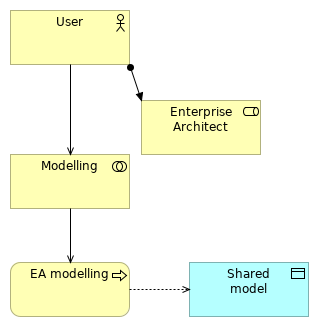 User
Enterprise
Architect
Modelling
EA modelling
Shared
model